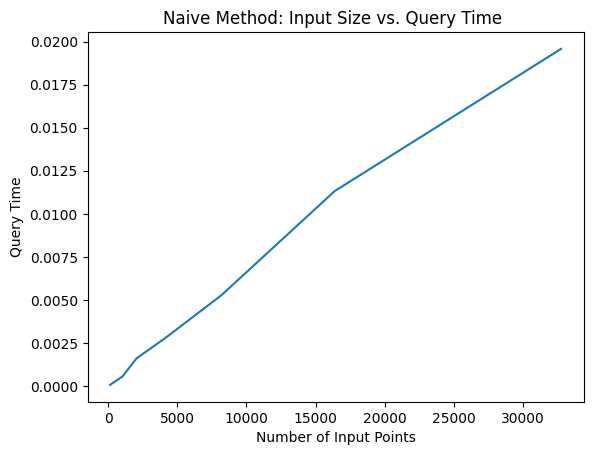 Naive Method: Input Size vs. Query Time
0.0200
0.0175
0.0150
0.0125
0.0100
0.0075
0.0050
0.0025
0.0000
Query Time
0 5000 10000 15000 20000 25000 30000
Number of Input Points